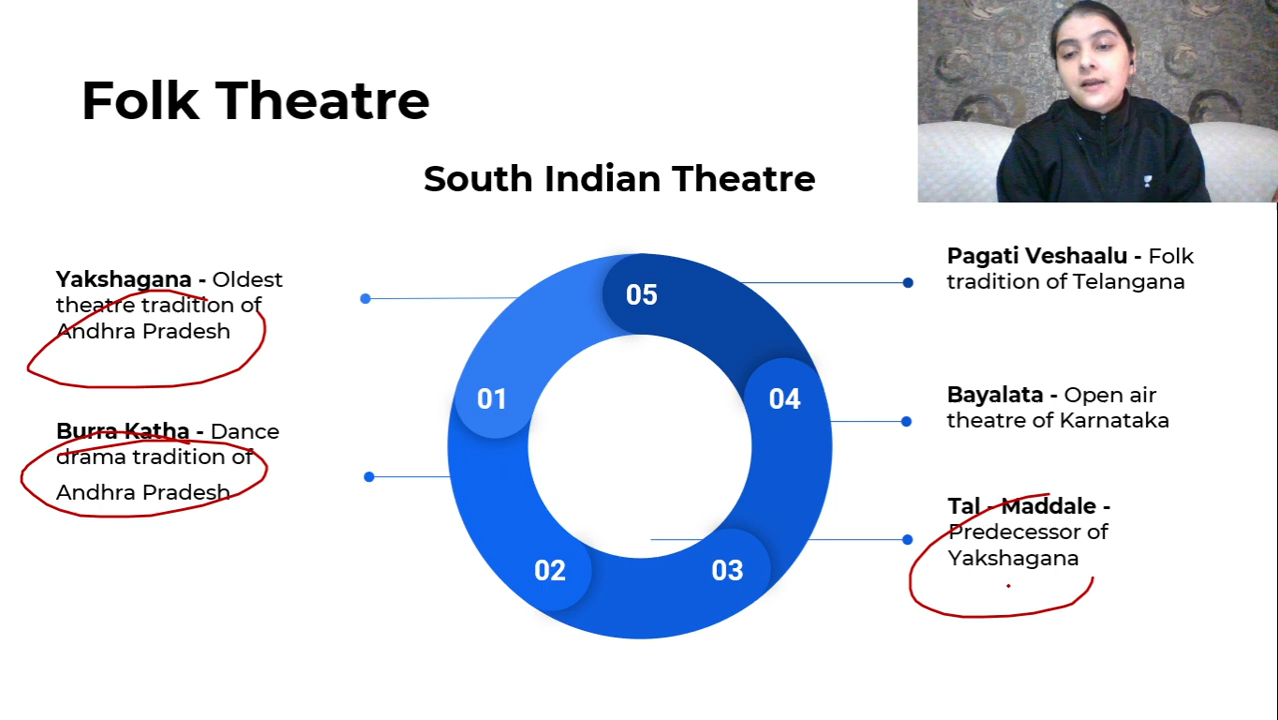 Folk Theatre
South Indian Theatre
Yakshagana - Oldest
theatre tradition of
Andhra Pradesh
Burra Katha - Dance
drama tradition of
Andhra Pradesh
05
01
04
02
03
Pagati Veshaalu - Folk
tradition of Telangana
Bayalata - Open air
theatre of Karnataka
Tal - Maddale -
Predecessor of
Yakshagana